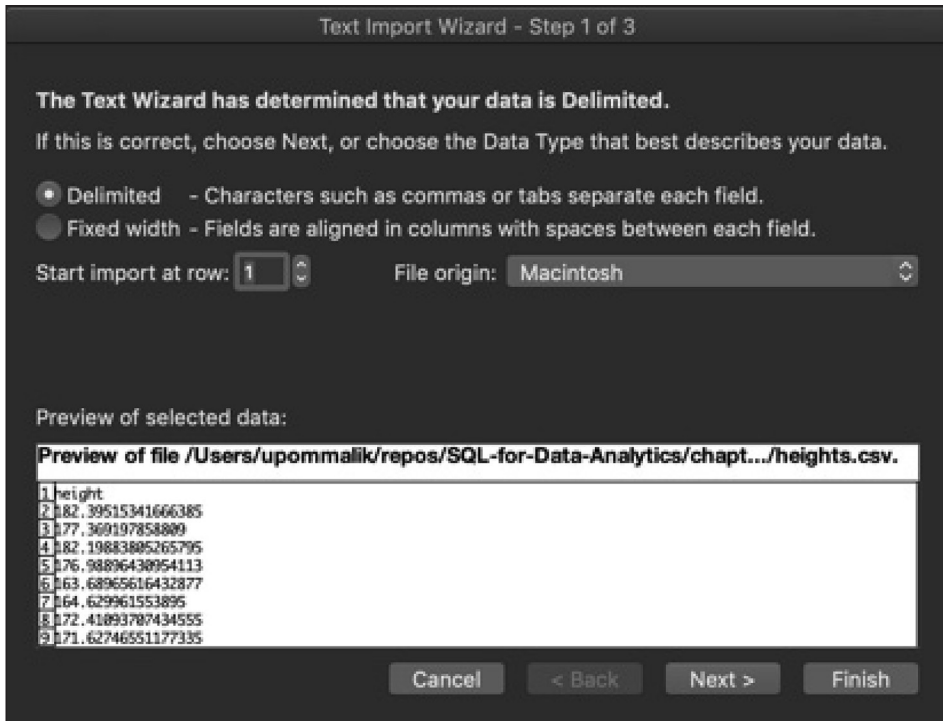 Text Import Wizard - Step 1 of 3
The Text Wizard has determined that your data is Delimited.
If this is correct, choose Next, or choose the Data Type that best describes your data.
Delimited - Characters such as commas or tabs separate each field.
Fixed width - Fields are aligned in columns with spaces between each field.
Start import at row: 1 File origin: Macintosh
Preview of selected data:
Preview of file /Users/upommalik/repos/SQL-for-Data-Analytics/chapt.../heights.csv.
1 height
2 182.39515341666385
3 177.369197858809
4 182.19883805265795
5 176.98896430954113
6 163.68965616432877
7 164.629961553895
8 172.41093707434555
9 171.62746551177335
Cancel < Back Next > Finish